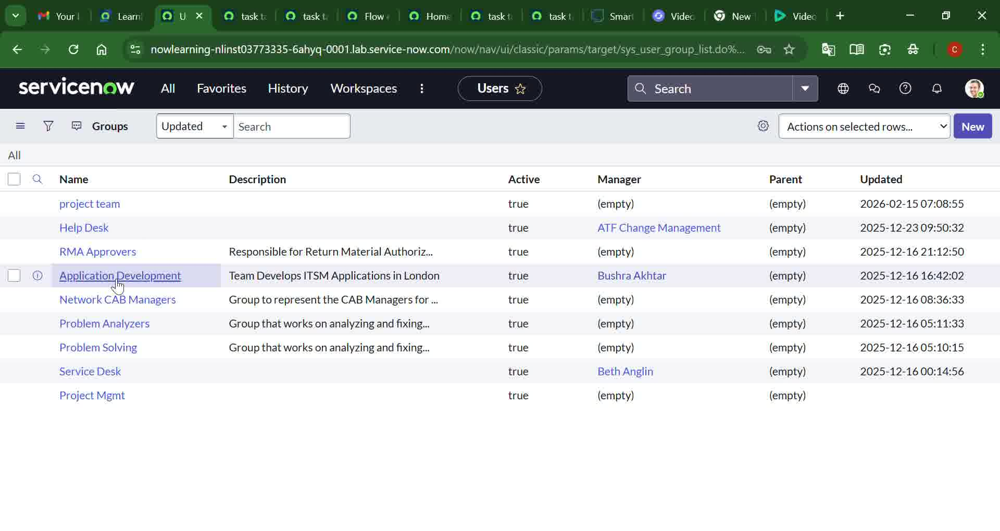 Your
Learn
U
task t
task t
Flow
Home
task t
task t
Smar
Video
New
Video
nowlearning-nlinst03773335-6ahyq-0001.lab.service-now.com/now/nav/ui/classic/params/target/sys_user_group_list.do%...
C
servicenow
All
Favorites
History
Workspaces
Users
Search
Groups
Updated
Search
Actions on selected rows...
New
All
Name Description Active Manager Parent Updated
project team true (empty) (empty) 2026-02-15 07:08:55
Help Desk true ATF Change Management (empty) 2025-12-23 09:50:32
RMA Approvers Responsible for Return Material Authoriz... true (empty) (empty) 2025-12-16 21:12:50
Application Development Team Develops ITSM Applications in London true Bushra Akhtar (empty) 2025-12-16 16:42:02
Network CAB Managers Group to represent the CAB Managers for ... true (empty) (empty) 2025-12-16 08:36:33
Problem Analyzers Group that works on analyzing and fixing... true (empty) (empty) 2025-12-16 05:11:33
Problem Solving Group that works on analyzing and fixing... true (empty) (empty) 2025-12-16 05:10:15
Service Desk true Beth Anglin (empty) 2025-12-16 00:14:56
Project Mgmt true (empty) (empty)